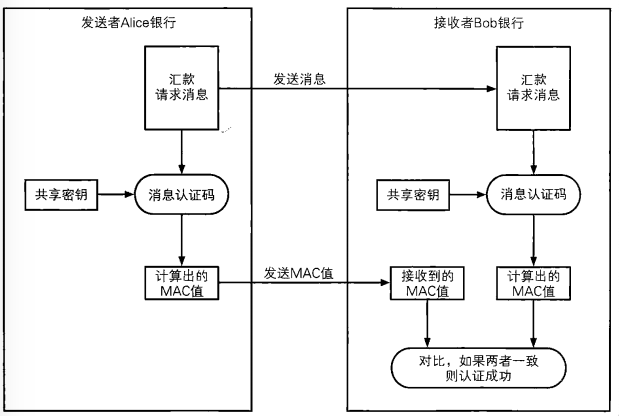 发送者Alice银行
接收者Bob银行
汇款
请求消息
发送消息
汇款
请求消息
共享密钥
消息认证码
共享密钥
消息认证码
计算出的
MAC值
发送MAC值
接收到的
MAC值
计算出的
MAC值
对比，如果两者一致
则认证成功